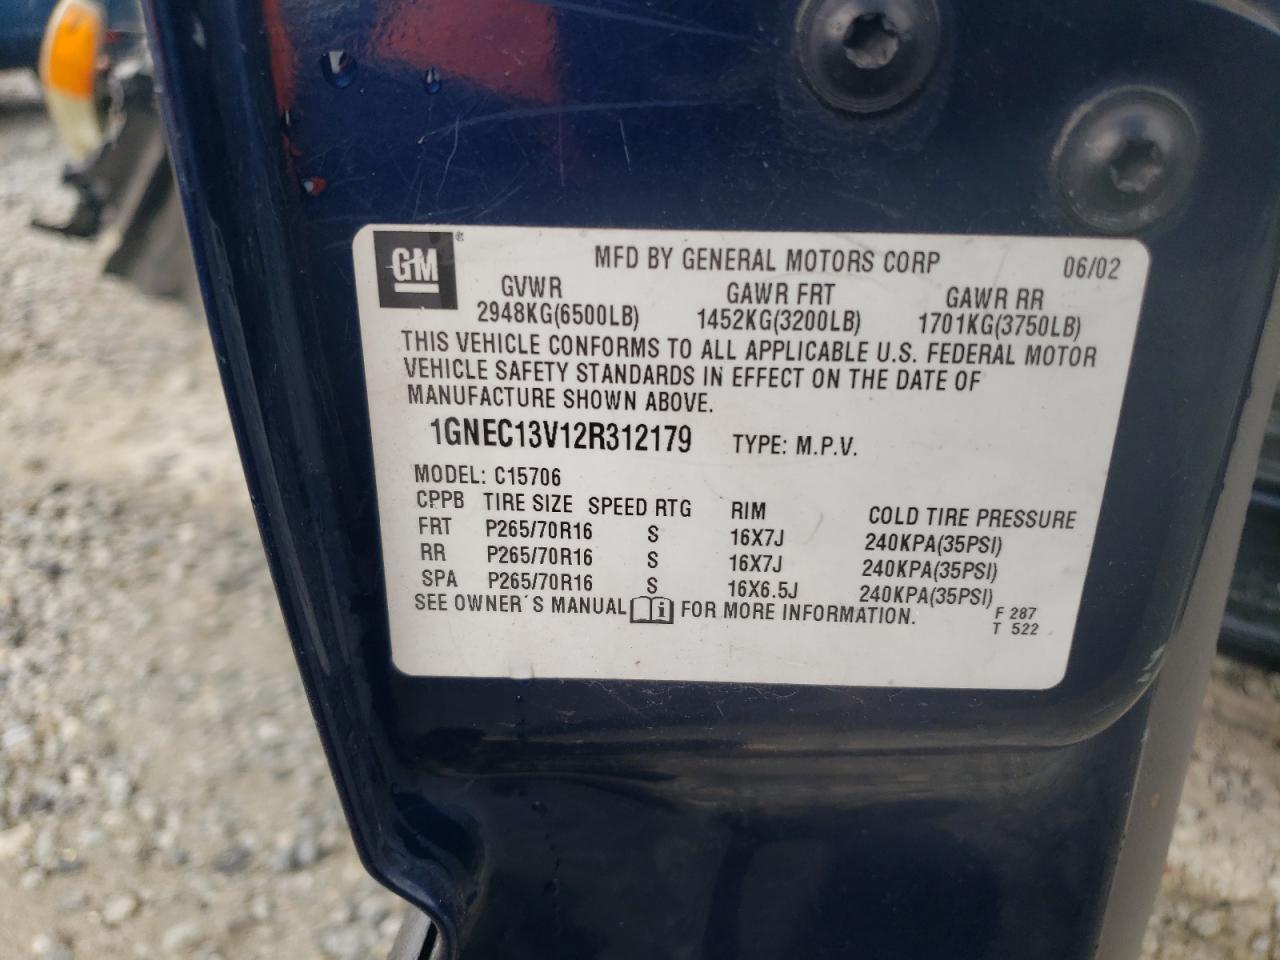 GM®
MFD BY GENERAL MOTORS CORP 06/02
GVWR GAWR FRT GAWR RR
2948KG(6500LB) 1452KG(3200LB) 1701KG(3750LB)
THIS VEHICLE CONFORMS TO ALL APPLICABLE U.S. FEDERAL MOTOR
VEHICLE SAFETY STANDARDS IN EFFECT ON THE DATE OF
MANUFACTURE SHOWN ABOVE.
1GNEC13V12R312179 TYPE: M.P.V.
MODEL: C15706
CPPB TIRE SIZE SPEED RTG RIM COLD TIRE PRESSURE
FRT P265/70R16 S 16X7J 240KPA(35PSI)
RR P265/70R16 S 16X7J 240KPA(35PSI)
SPA P265/70R16 S 16X6.5J 240KPA(35PSI)
SEE OWNER'S MANUAL i FOR MORE INFORMATION.
F 287
T 522